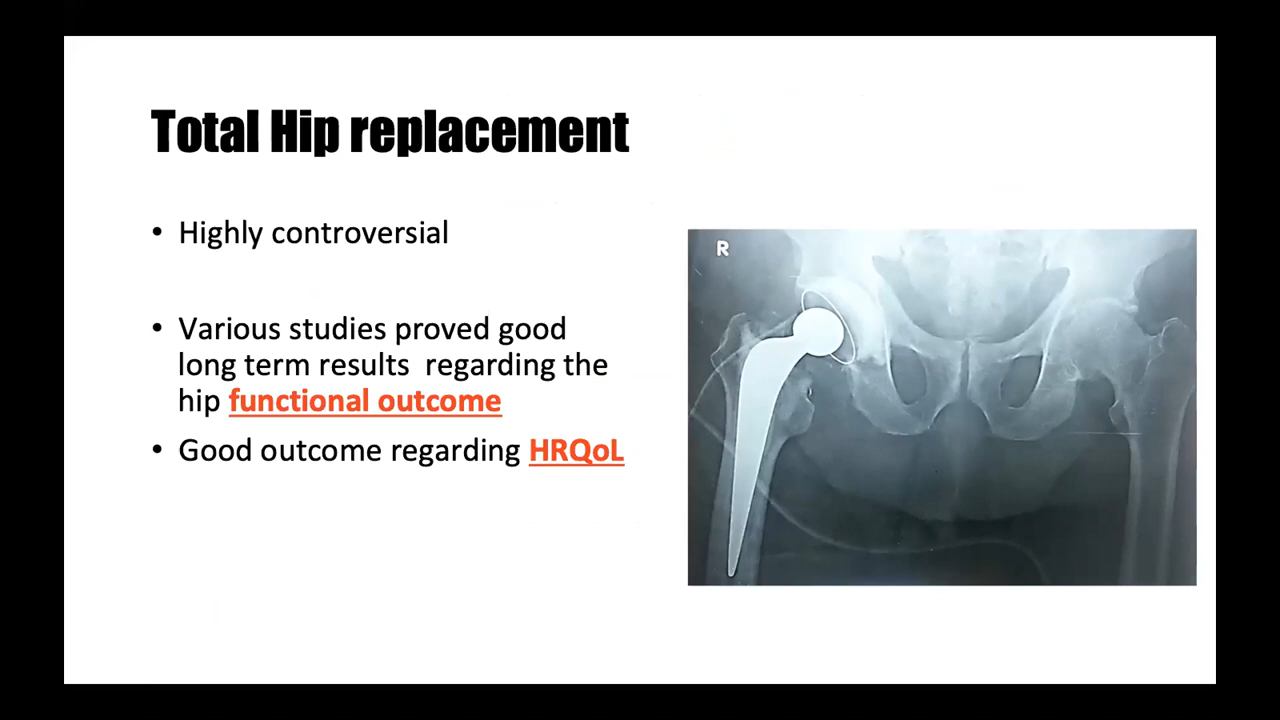 Total Hip replacement
• Highly controversial
• Various studies proved good
long term results regarding the
hip functional outcome
• Good outcome regarding HRQoL
R